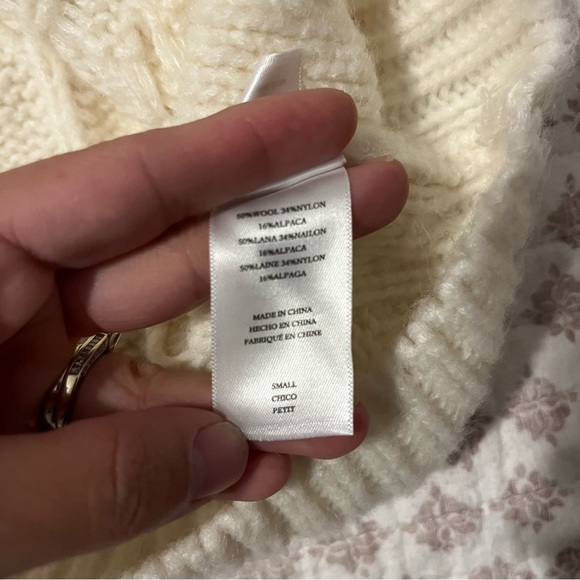 50%WOOL 34%NYLON
16%ALPACA
50%LANA 34%NAILON
16%ALPACA
50%LAINE 34%NYLON
16%ALPAGA
MADE IN CHINA
HECHO EN CHINA
FABRIQUÉ EN CHINE
SMALL
CHICO
PETIT